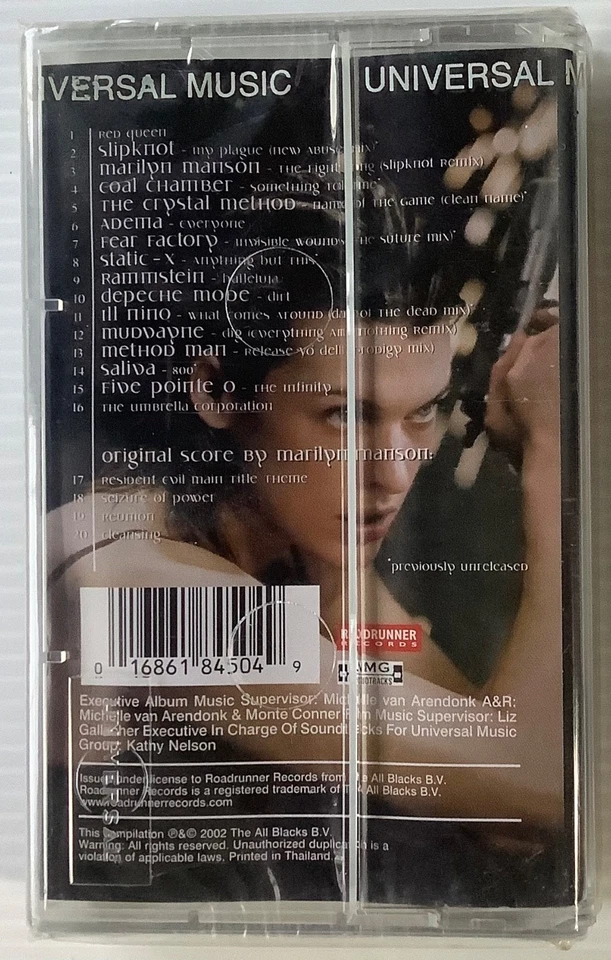 IVERSAL MUSIC UNIVERSAL M
1 Red Queen
2 slipknot - my plague (new abuse mix)*
3 marilyn manson - the fight song (slipknot remix)
4 coal chamber - something told me*
5 the crystal method - name of the game (clean name)*
6 Adema - everyone
7 Fear Factory - invisible wounds (the suture mix)*
8 static-x - anything but this*
9 Rammstein - halleluja
10 depeche mode - dirt
11 Ill nino - what comes around (day of the dead mix)*
12 mudvayne - dig (everything and nothing remix)
13 method man - release yo delf (prodigy mix)
14 saliva - 800*
15 Five pointe o - the infinity
16 the umbrella corporation
original score by marilyn manson:
17 resident evil main title theme
18 seizure of power
19 reunion
20 cleansing
*previously unreleased
0 16861 84504 9
ROADRUNNER
RECORDS
UMG
SOUNDTRACKS
Executive Album Music Supervisor: Michelle van Arendonk A&R:
Michelle van Arendonk & Monte Conner Film Music Supervisor: Liz
Gallacher Executive In Charge Of Soundtracks For Universal Music
Group: Kathy Nelson
Issued under license to Roadrunner Records from The All Blacks B.V.
Roadrunner Records is a registered trademark of The All Blacks B.V.
www.roadrunnerrecords.com
This compilation ℗&© 2002 The All Blacks B.V.
Warning: All rights reserved. Unauthorized duplication is a
violation of applicable laws. Printed in Thailand.